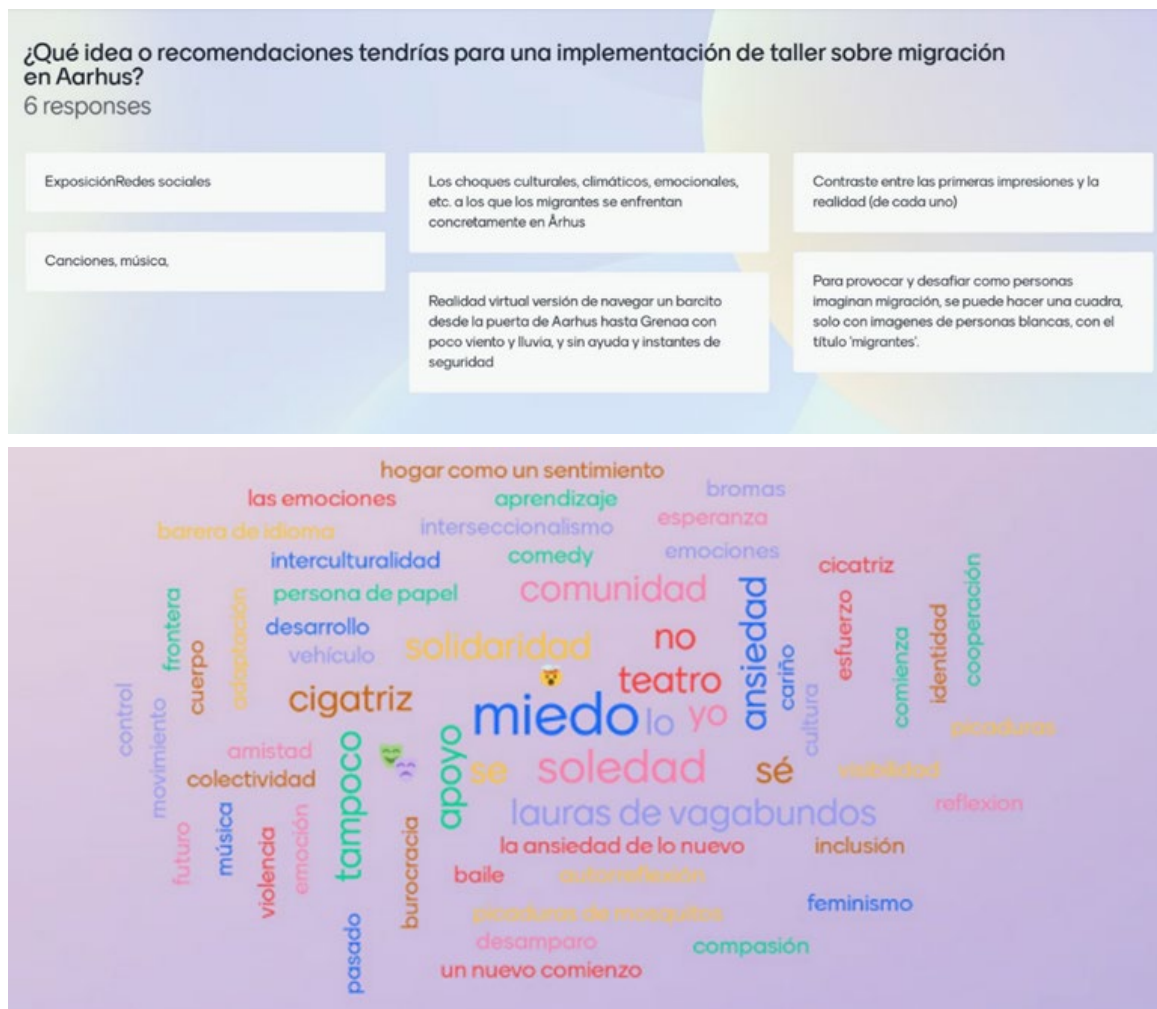 ¿Qué idea o recomendaciones tendrías para una implementación de taller sobre migración
en Aarhus?
6 responses
ExposiciónRedes sociales
Canciones, música,
Los choques culturales, climáticos, emocionales,
etc. a los que los migrantes se enfrentan
concretamente en Århus
Realidad virtual versión de navegar un barcito
desde la puerta de Aarhus hasta Grenaa con
poco viento y lluvia, y sin ayuda y instantes de
seguridad
Contraste entre las primeras impresiones y la
realidad (de cada uno)
Para provocar y desafiar como personas
imaginan migración, se puede hacer una cuadra,
solo con imagenes de personas blancas, con el
título 'migrantes'.
hogar como un sentimiento
las emociones
aprendizaje
bromas
barera de idioma
interseccionalismo
esperanza
interculturalidad
comedy
emociones
cicatriz
persona de papel
comunidad
ansiedad
frontera
cuerpo
adaptación
desarrollo
vehículo
solidaridad
no
cariño
esfuerzo
comienza
identidad
cooperación
control
movimiento
cigatriz
teatro
miedo
lo
yo
cultura
picaduras
amistad
colectividad
tampoco
apoyo
se
soledad
sé
visibilidad
lauras de vagabundos
reflexion
futuro
música
violencia
emoción
burocracia
la ansiedad de lo nuevo
inclusión
baile
autorreflexión
pasado
picaduras de mosquitos
feminismo
desamparo
compasión
un nuevo comienzo